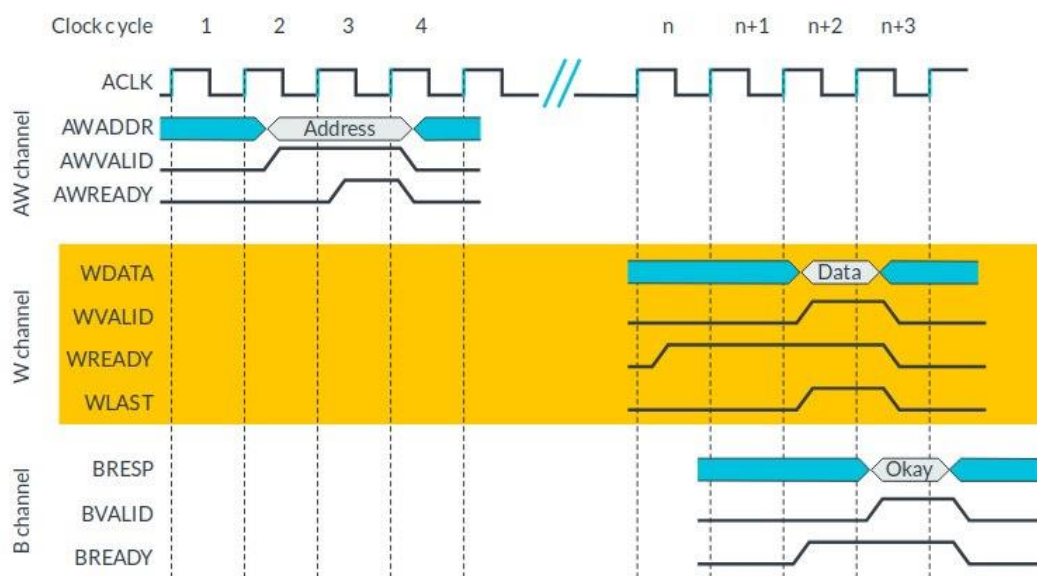 Clock cycle 1 2 3 4 n n+1 n+2 n+3
ACLK
AW channel
AWADDR Address
AWVALID
AWREADY
W channel
WDATA Data
WVALID
WREADY
WLAST
B channel
BRESP Okay
BVALID
BREADY